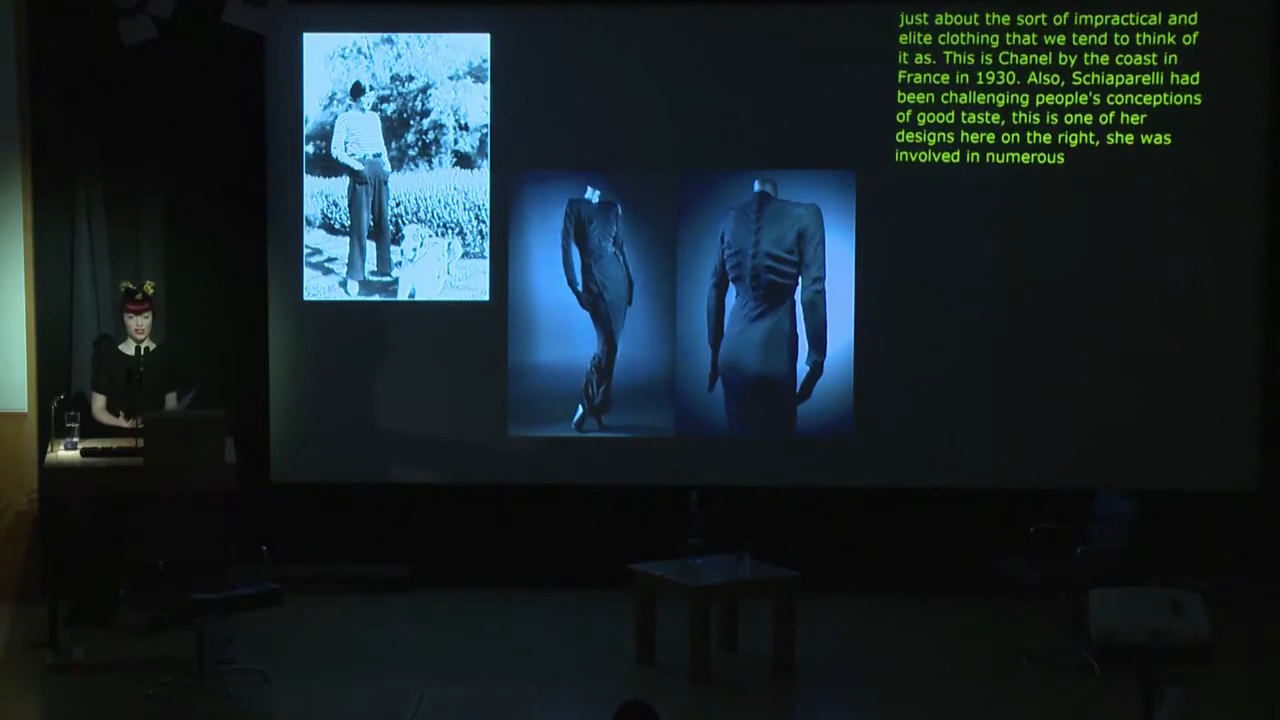 just about the sort of impractical and
elite clothing that we tend to think of
it as. This is Chanel by the coast in
France in 1930. Also, Schiaparelli had
been challenging people's conceptions
of good taste, this is one of her
designs here on the right, she was
involved in numerous